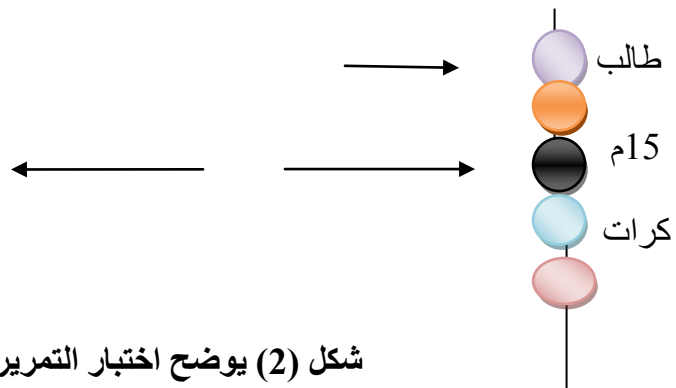 طالب
15م
كرات
شكل (2) يوضح اختبار التمرير